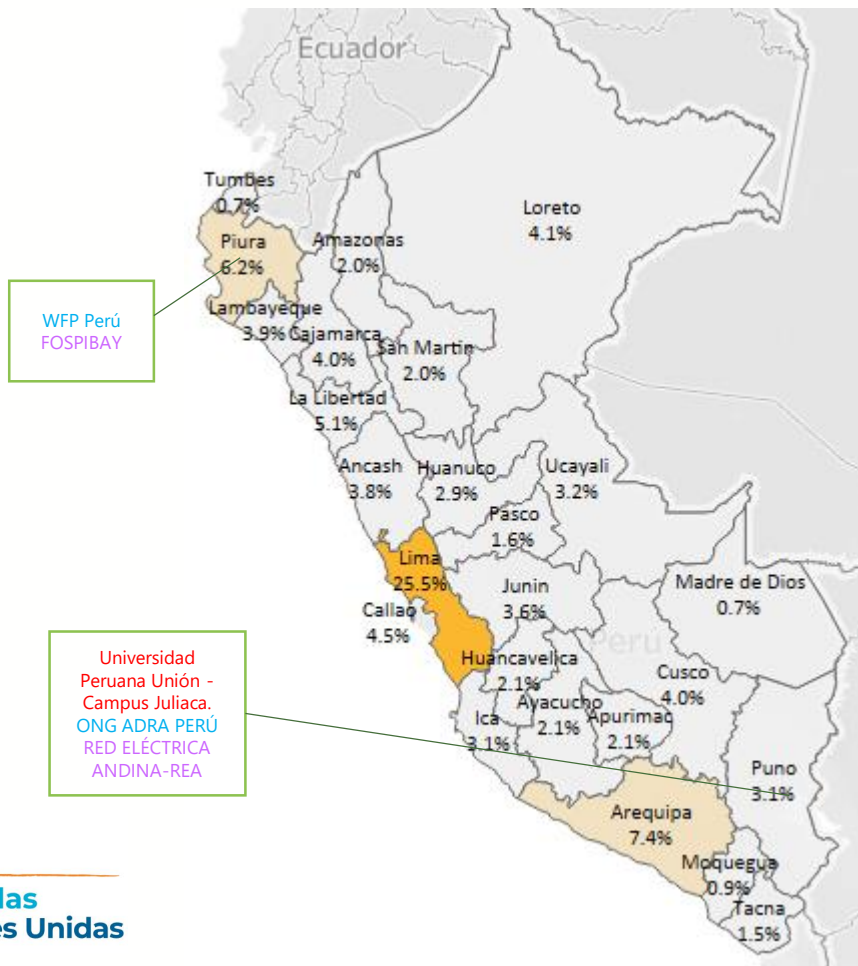 Ecuador
Tumbes
0.7%
Piura
6.2%
Amazonas
2.0%
Loreto
4.1%
WFP Perú
FOSPIBAY
Lambayeque
3.9%
Cajamarca
4.0%
San Martin
2.0%
La Libertad
5.1%
Ancash
3.8%
Huanuco
2.9%
Ucayali
3.2%
Pasco
1.6%
Lima
25.5%
Callao
4.5%
Junin
3.6%
Madre de Dios
0.7%
Perú
Universidad
Peruana Unión -
Campus Juliaca.
ONG ADRA PERÚ
RED ELÉCTRICA
ANDINA-REA
Huancavelica
2.1%
Cusco
4.0%
Ica
3.1%
Ayacucho
2.1%
Apurimac
2.1%
Puno
3.1%
Arequipa
7.4%
Moquegua
0.9%
Tacna
1.5%
las
es Unidas